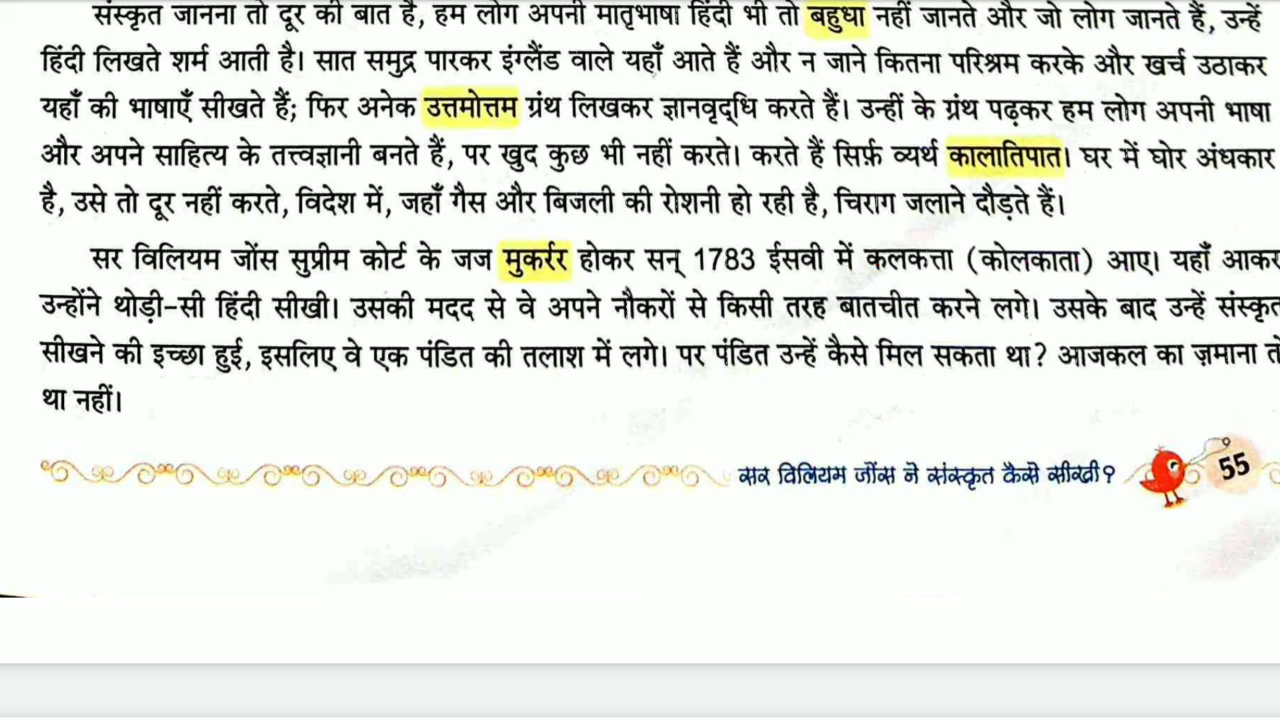 संस्कृत जानना तो दूर की बात है, हम लोग अपनी मातृभाषा हिंदी भी तो बहुधा नहीं जानते और जो लोग जानते हैं, उन्हें
हिंदी लिखते शर्म आती है। सात समुद्र पारकर इंग्लैंड वाले यहाँ आते हैं और न जाने कितना परिश्रम करके और खर्च उठाकर
यहाँ की भाषाएँ सीखते हैं; फिर अनेक उत्तमोत्तम ग्रंथ लिखकर ज्ञानवृद्धि करते हैं। उन्हीं के ग्रंथ पढ़कर हम लोग अपनी भाषा
और अपने साहित्य के तत्त्वज्ञानी बनते हैं, पर खुद कुछ भी नहीं करते। करते हैं सिर्फ़ व्यर्थ कालातिपात। घर में घोर अंधकार
है, उसे तो दूर नहीं करते, विदेश में, जहाँ गैस और बिजली की रोशनी हो रही है, चिराग जलाने दौड़ते हैं।
सर विलियम जोंस सुप्रीम कोर्ट के जज मुकर्रर होकर सन् 1783 ईसवी में कलकत्ता (कोलकाता) आए। यहाँ आकर
उन्होंने थोड़ी-सी हिंदी सीखी। उसकी मदद से वे अपने नौकरों से किसी तरह बातचीत करने लगे। उसके बाद उन्हें संस्कृत
सीखने की इच्छा हुई, इसलिए वे एक पंडित की तलाश में लगे। पर पंडित उन्हें कैसे मिल सकता था? आजकल का ज़माना तो
था नहीं।
सर विलियम जोंस ने संस्कृत कैसे सीखी? 55